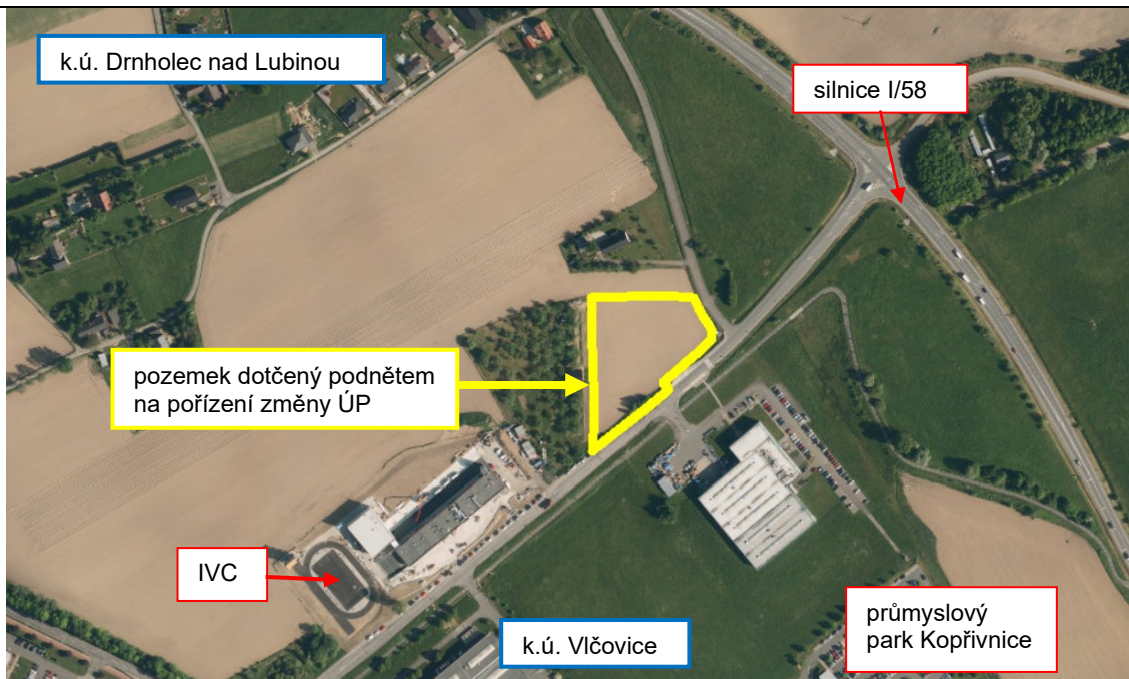 k.ú. Drnholec nad Lubinou
silnice I/58
pozemek dotčený podnětem
na pořízení změny ÚP
IVC
k.ú. Vlčovice
průmyslový
park Kopřivnice